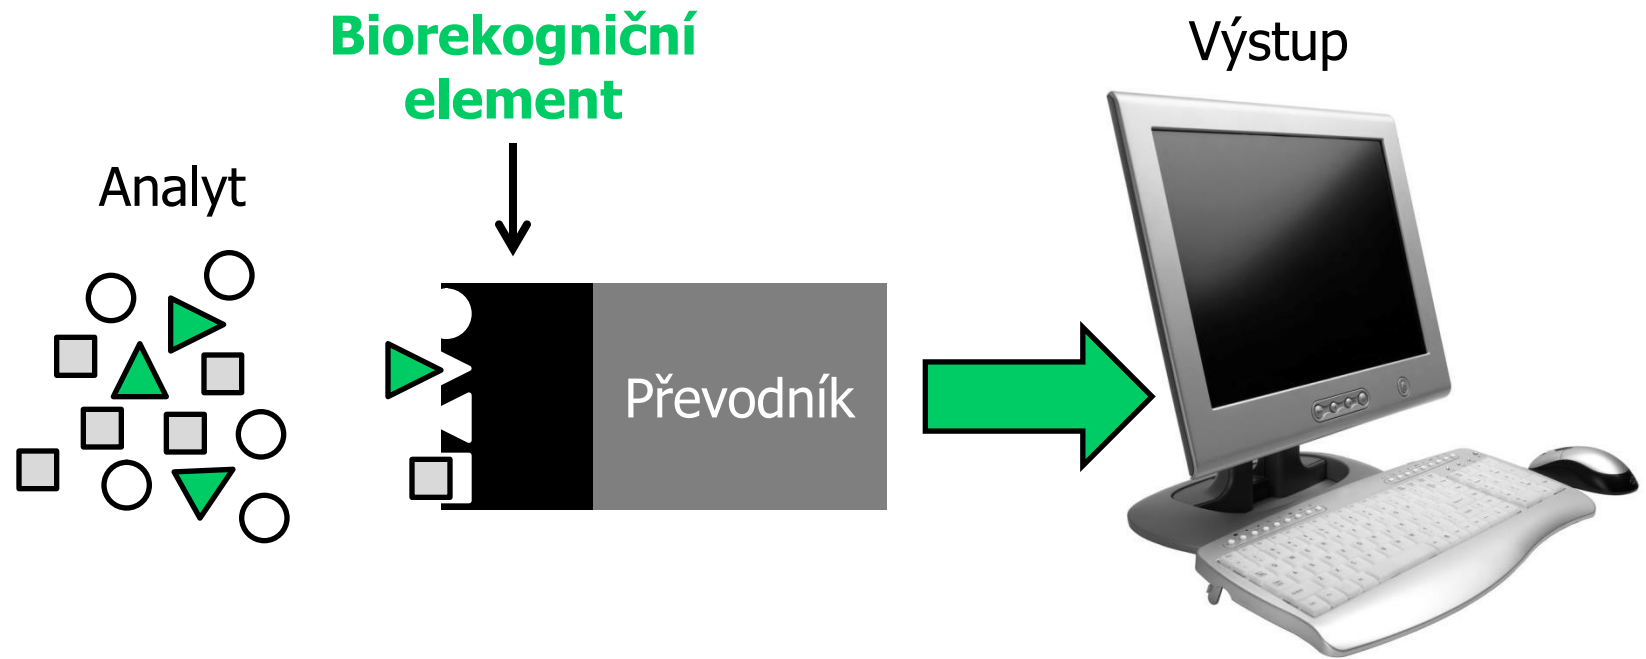 Biorekogniční
element
Výstup
Analyt
Převodník